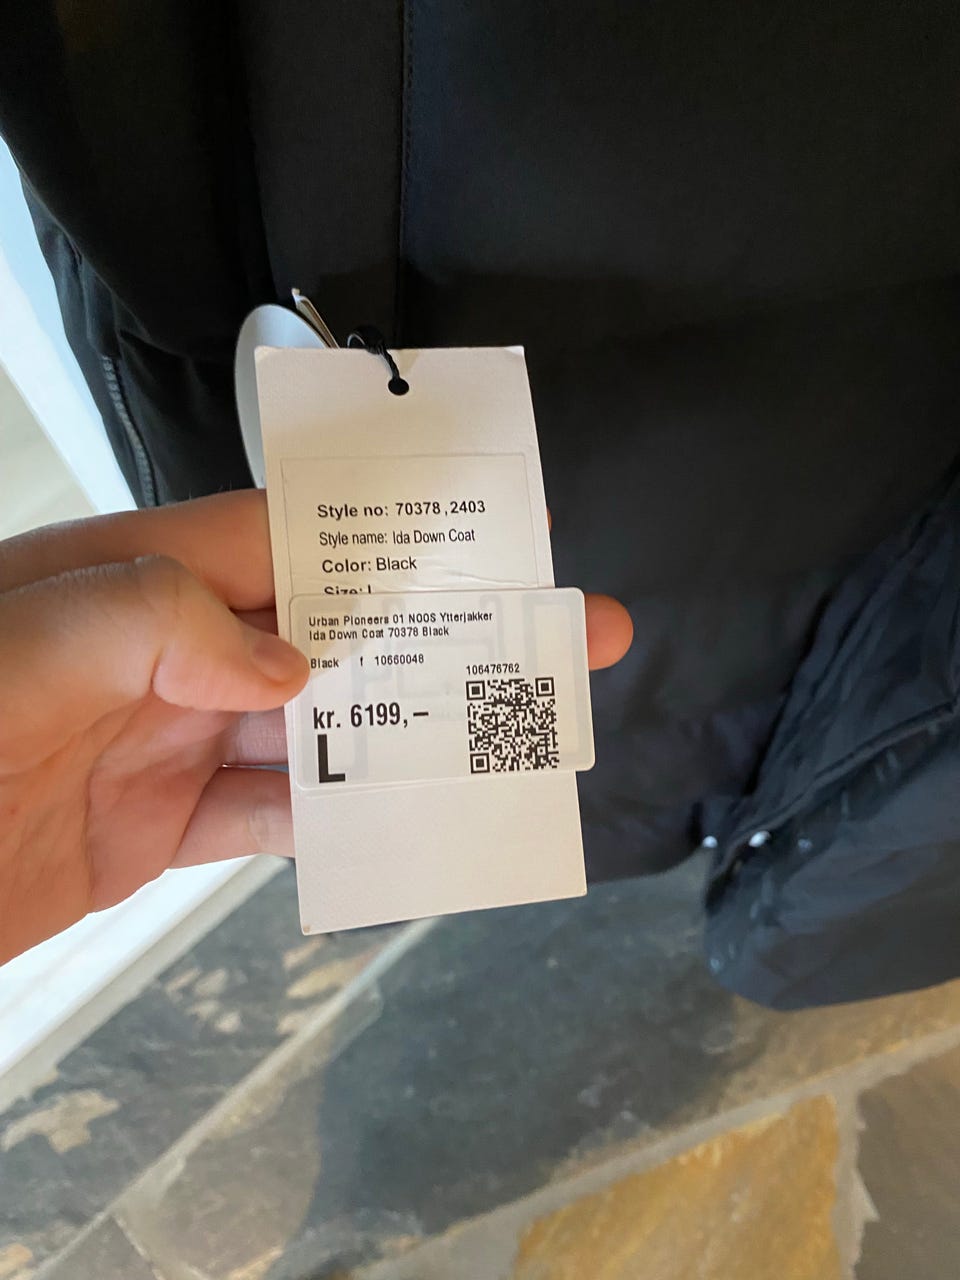 Style no: 70378,2403
Style name: Ida Down Coat
Color: Black
Size: L
Urban Pioneers 01 NOOS Ytterjakker
Ida Down Coat 70378 Black
Black f 10660048
106476762
kr. 6199,–
L